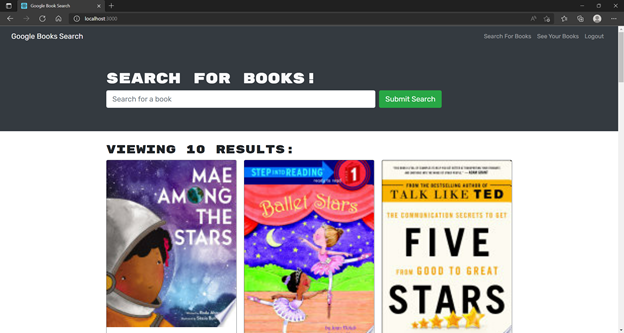 Google Book Search
localhost:3000
Google Books Search
Search For Books
See Your Books
Logout
SEARCH FOR BOOKS!
Search for a book
Submit Search
VIEWING 10 RESULTS:
MAE
AMONG
THE
STARS
STEP INTO READING
1
Ballet Stars
FROM THE BESTSELLING AUTHOR OF
TALK LIKE TED
THE COMMUNICATION SECRETS TO GET
FIVE
FROM GOOD TO GREAT
STARS